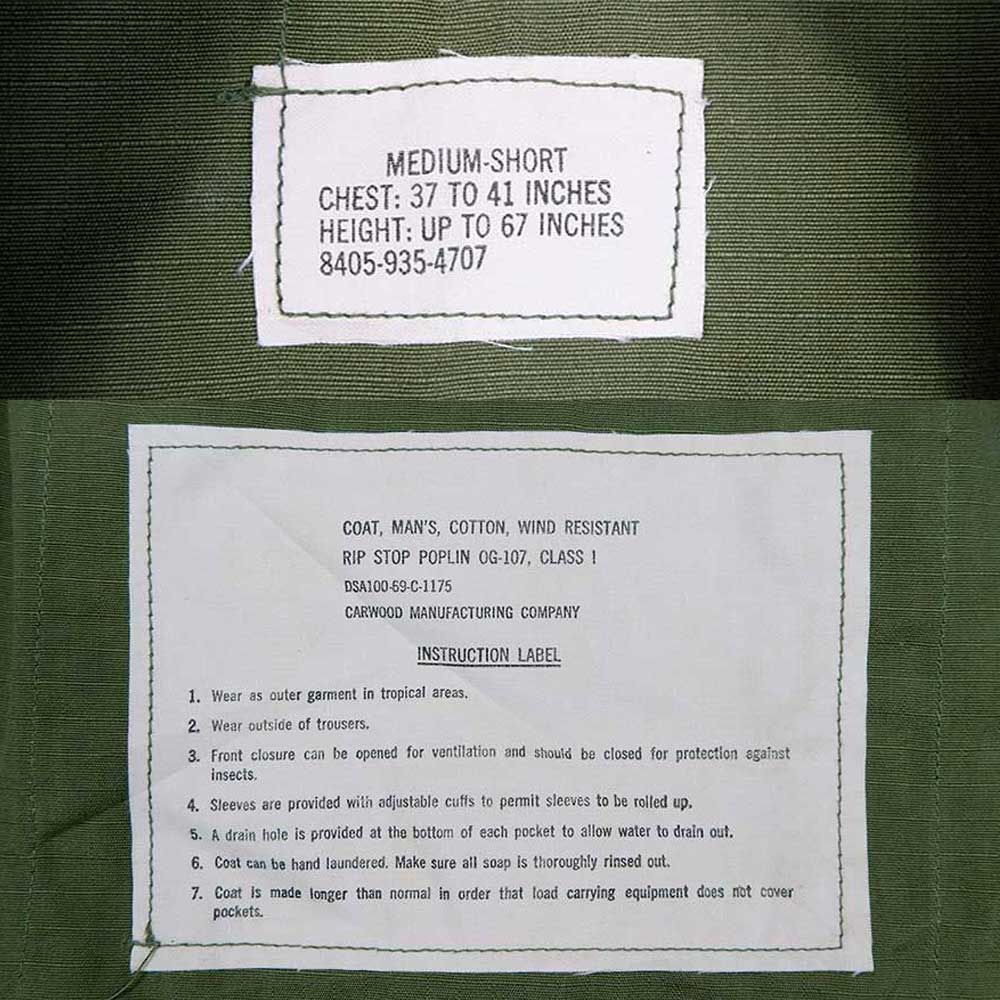 MEDIUM-SHORT
CHEST: 37 TO 41 INCHES
HEIGHT: UP TO 67 INCHES
8405-935-4707
COAT, MAN'S, COTTON, WIND RESISTANT
RIP STOP POPLIN OG-107, CLASS 1
DSA100-69-C-1175
CARWOOD MANUFACTURING COMPANY
INSTRUCTION LABEL
1. Wear as outer garment in tropical areas.
2. Wear outside of trousers.
3. Front closure can be opened for ventilation and should be closed for protection against
insects.
4. Sleeves are provided with adjustable cuffs to permit sleeves to be rolled up.
5. A drain hole is provided at the bottom of each pocket to allow water to drain out.
6. Coat can be hand laundered. Make sure all soap is thoroughly rinsed out.
7. Coat is made longer than normal in order that load carrying equipment does not cover
pockets.